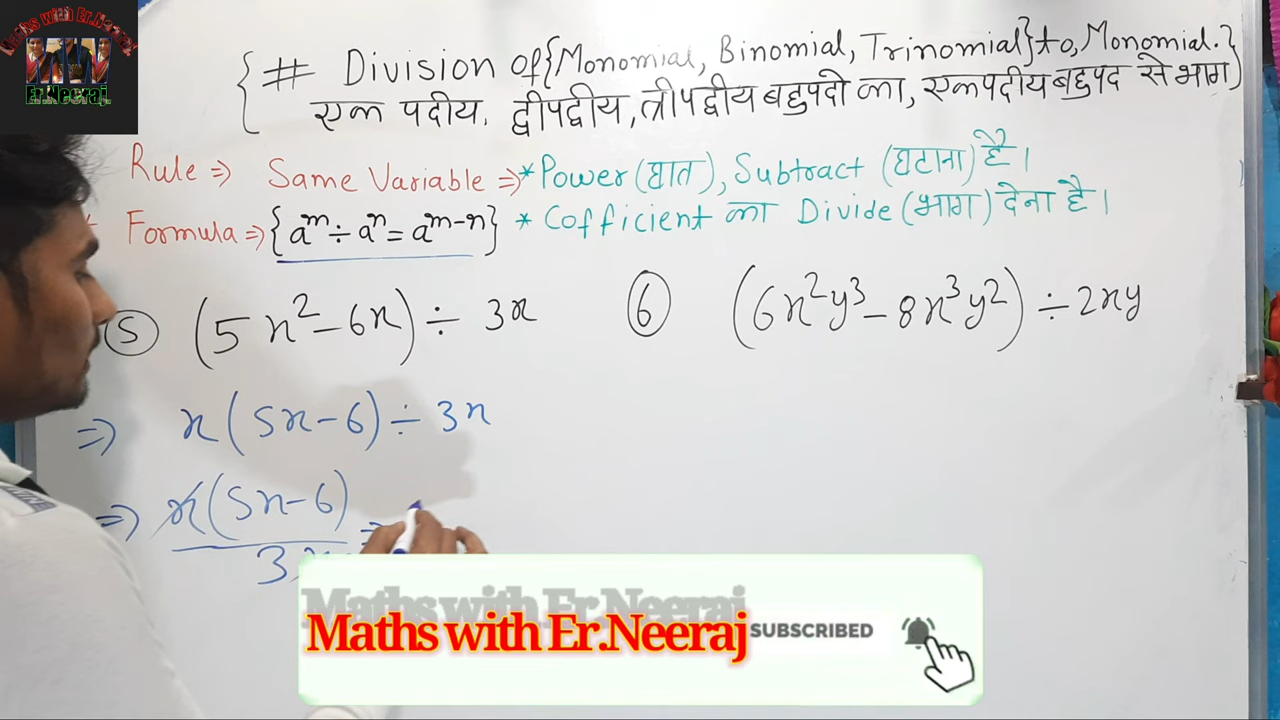 Maths with Er.Neeraj
Er.Neeraj.
{# Division of {Monomial, Binomial, Trinomial} to, Monomial.}
एक पदीय, द्वीपद्वीय, त्रीपद्वीय बहुपदो का, एकपदीय बहुपद से भाग)
Rule ⇒ Same Variable ⇒ *Power (घात), Subtract (घटाना) है।
* Formula ⇒ {a^m ÷ a^n = a^{m-n}} * Cofficient का Divide (भाग) देना है।
⑤ (5x² - 6x) ÷ 3x ⑥ (6x²y³ - 8x³y²) ÷ 2xy
⇒ x(5x-6) ÷ 3x
⇒ x(5x-6) ⇒
3x
Maths with Er.Neeraj SUBSCRIBED